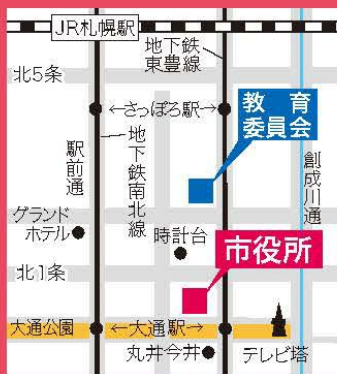 JR札幌駅
地下鉄
東豊線
北5条
←さっぽろ駅→
教育
委員会
駅前通
地下鉄南北線
創成川通
グランド
ホテル
時計台
市役所
北1条
大通公園
←大通駅→
丸井今井
テレビ塔